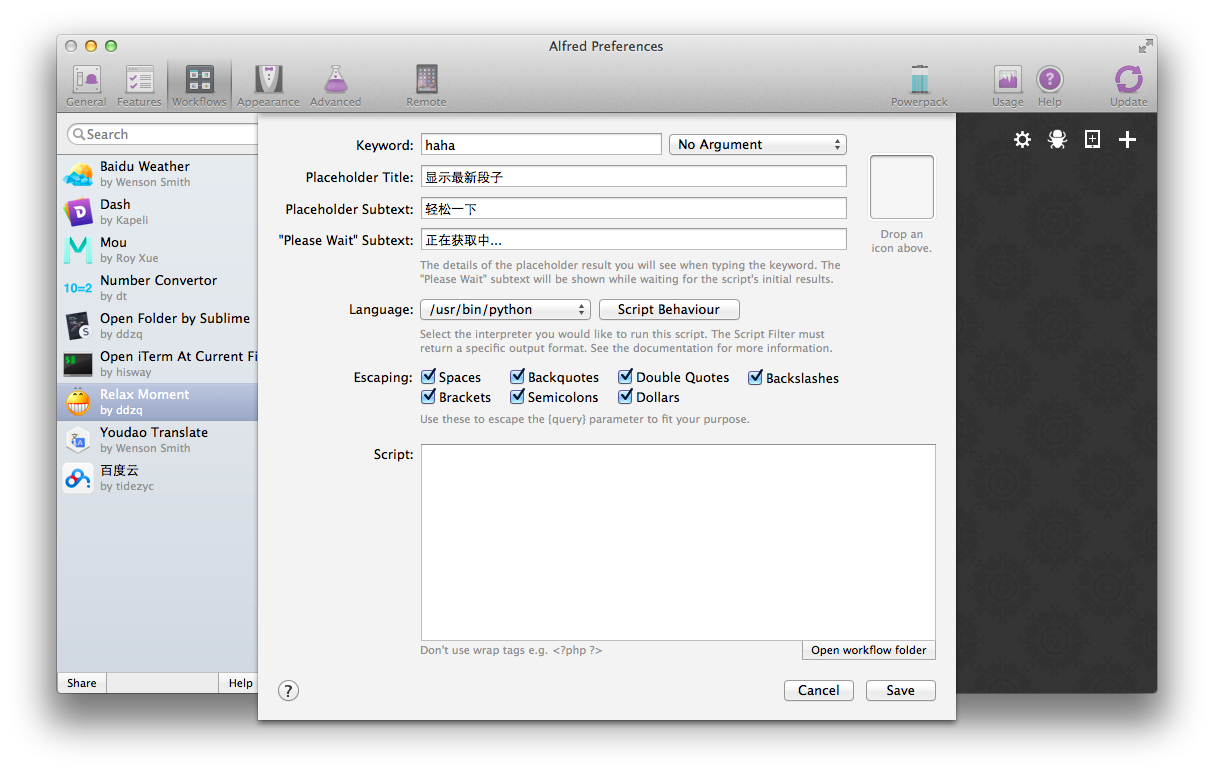 Alfred Preferences
General Features Workflows Appearance Advanced Remote Powerpack Usage Help Update
Search
Baidu Weather
by Wenson Smith
Dash
by Kapeli
Mou
by Roy Xue
10=2
Number Convertor
by dt
Open Folder by Sublime
by ddzq
Open iTerm At Current Fi
by hisway
Relax Moment
by ddzq
Youdao Translate
by Wenson Smith
百度云
by tidezyc
Share
Help
Keyword: haha No Argument
Placeholder Title: 显示最新段子
Placeholder Subtext: 轻松一下
"Please Wait" Subtext: 正在获取中...
The details of the placeholder result you will see when typing the keyword. The
"Please Wait" subtext will be shown while waiting for the script's initial results.
Drop an
icon above.
Language: /usr/bin/python Script Behaviour
Select the interpreter you would like to run this script. The Script Filter must
return a specific output format. See the documentation for more information.
Escaping: Spaces Backquotes Double Quotes Backslashes
Brackets Semicolons Dollars
Use these to escape the {query} parameter to fit your purpose.
Script:
Don't use wrap tags e.g. <?php ?>
Open workflow folder
?
Cancel Save